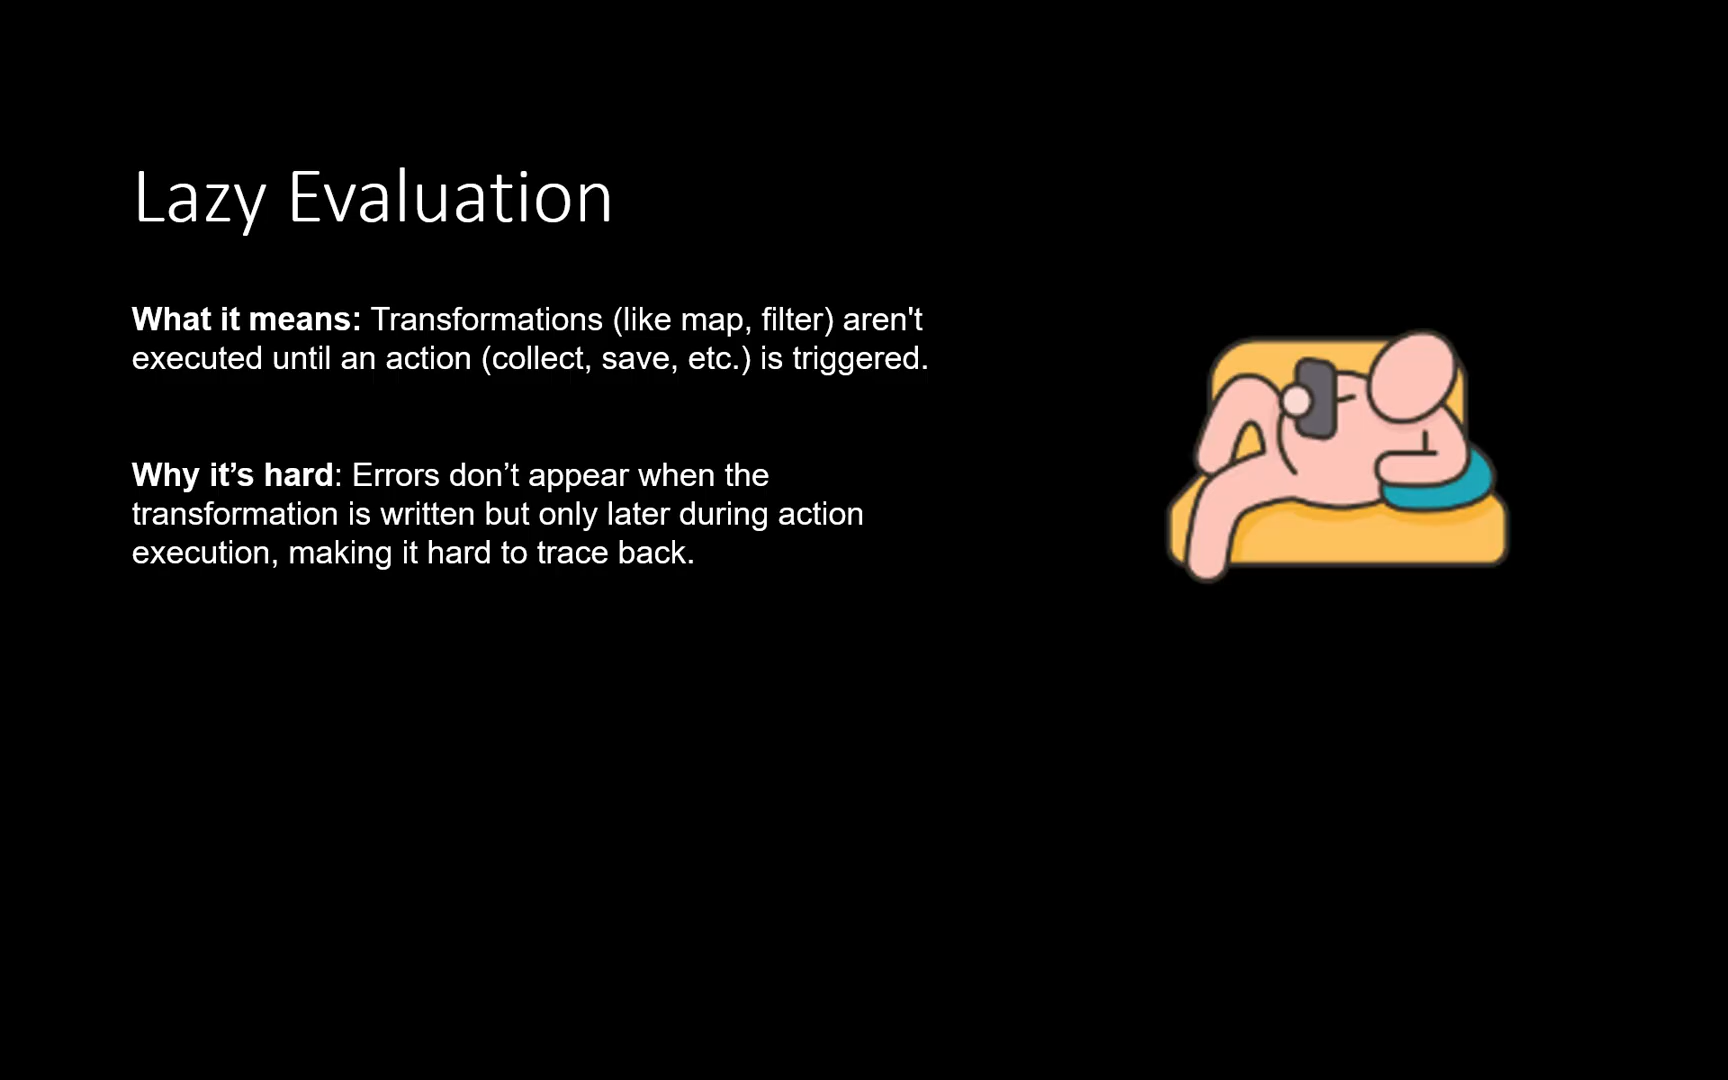 Lazy Evaluation
What it means: Transformations (like map, filter) aren't
executed until an action (collect, save, etc.) is triggered.
Why it’s hard: Errors don’t appear when the
transformation is written but only later during action
execution, making it hard to trace back.